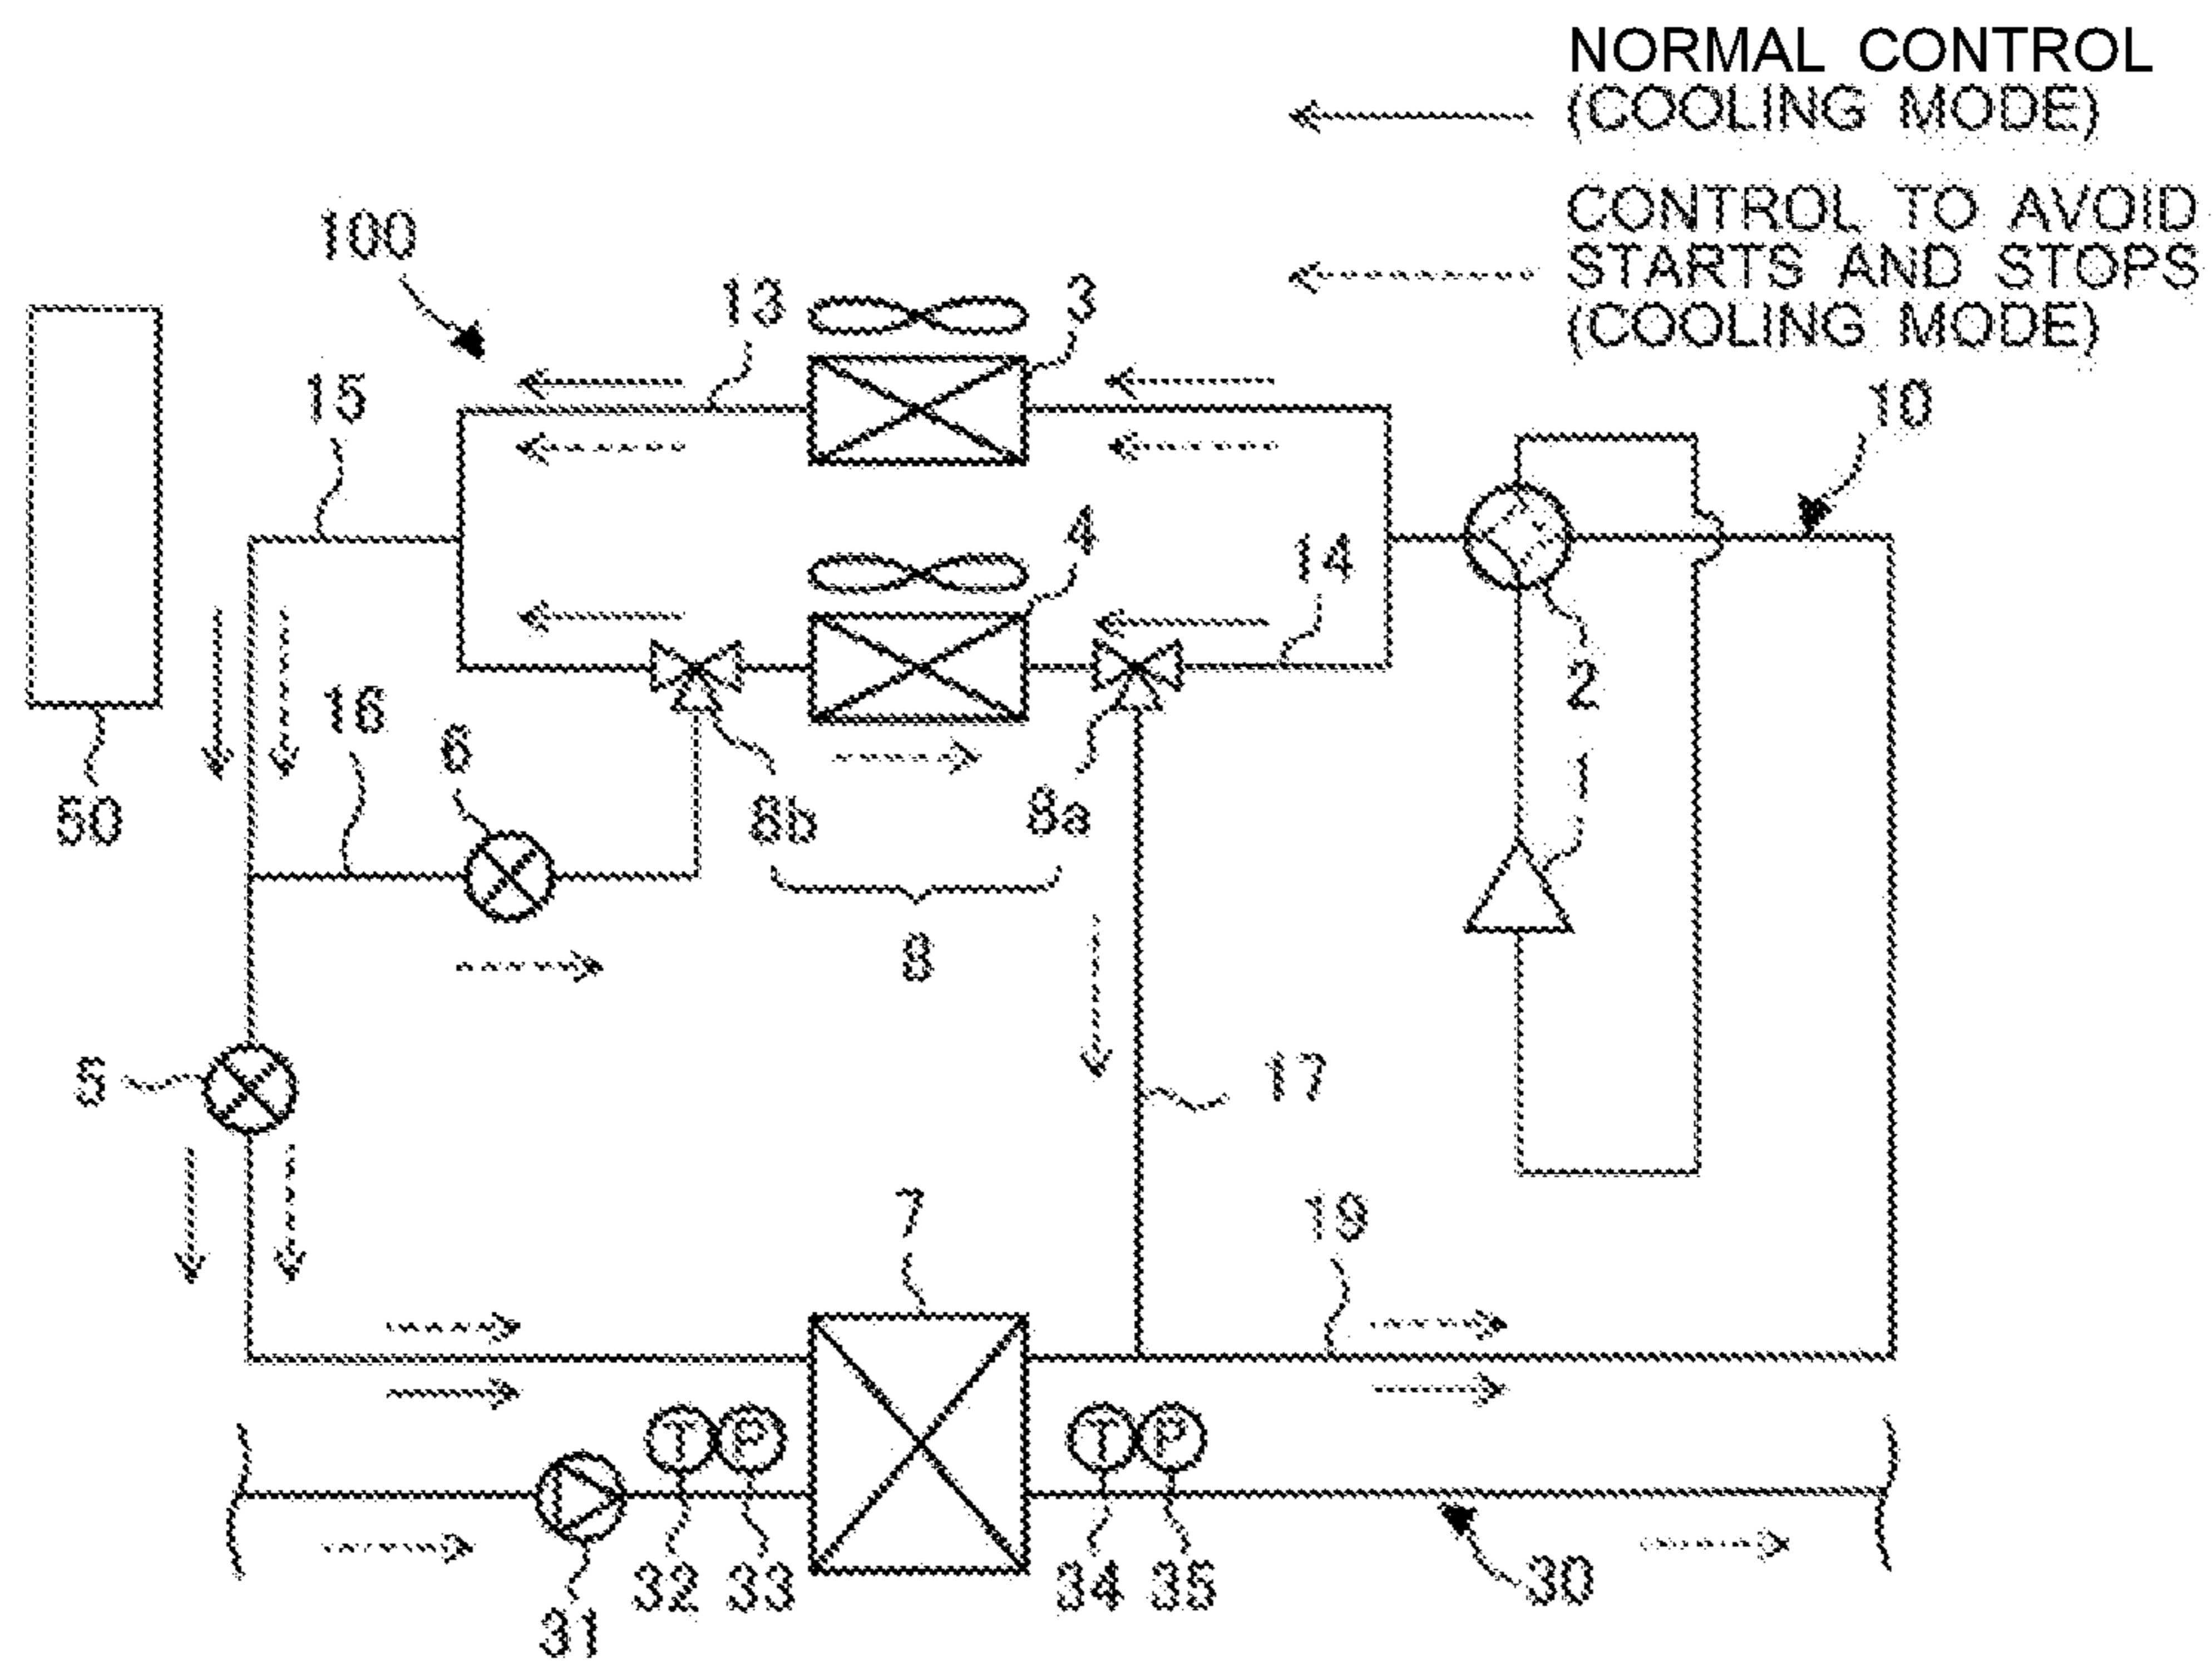 NORMAL CONTROL
(COOLING MODE)
CONTROL TO AVOID
STARTS AND STOPS
(COOLING MODE)
100
13
3
15
10
4
14
2
16
6
1
50
8b
8a
8
5
17
7
19
T
P
T
P
32
33
34
35
30
31